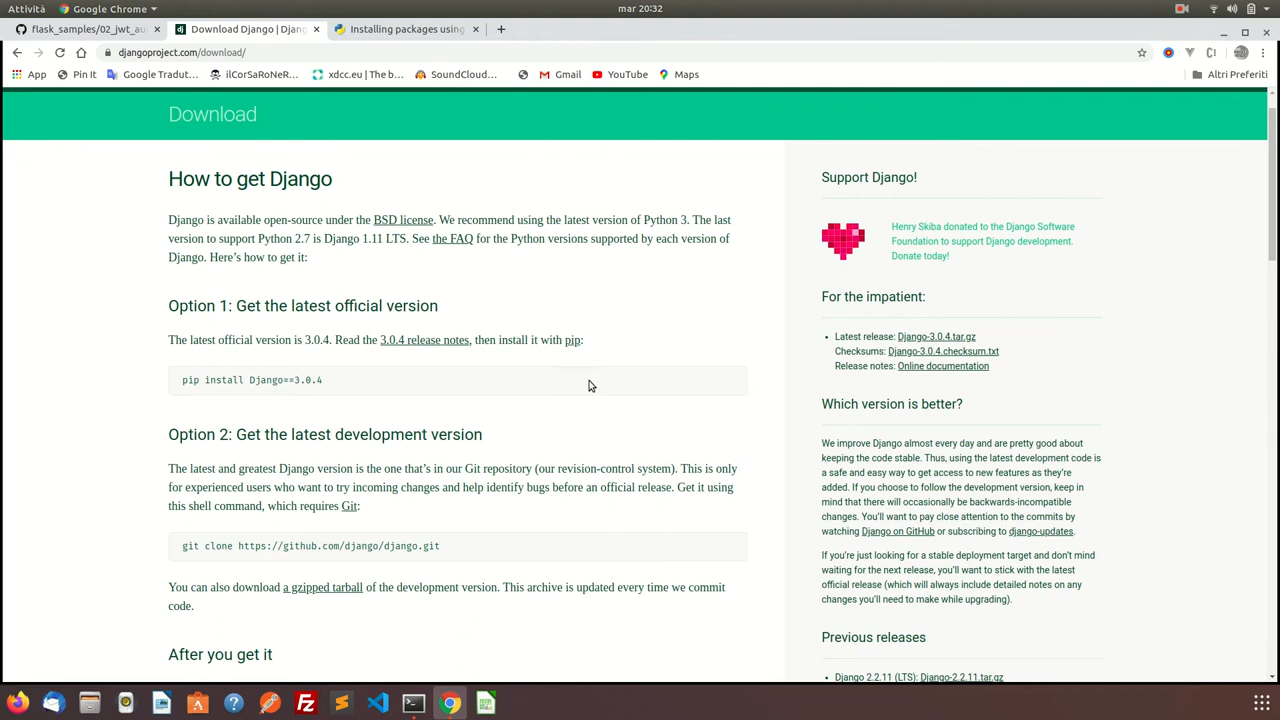 Attività
Google Chrome
mar 20:32
flask_samples/02_jwt_au
Download Django | Djang
Installing packages using
djangoproject.com/download/
App
Pin It
Google Tradut...
ilCorSaRoNeR...
xdcc.eu | The b...
SoundCloud...
Gmail
YouTube
Maps
Altri Preferiti
Download
How to get Django
Django is available open-source under the BSD license. We recommend using the latest version of Python 3. The last
version to support Python 2.7 is Django 1.11 LTS. See the FAQ for the Python versions supported by each version of
Django. Here’s how to get it:
Option 1: Get the latest official version
The latest official version is 3.0.4. Read the 3.0.4 release notes, then install it with pip:
pip install Django==3.0.4
Option 2: Get the latest development version
The latest and greatest Django version is the one that’s in our Git repository (our revision-control system). This is only
for experienced users who want to try incoming changes and help identify bugs before an official release. Get it using
this shell command, which requires Git:
git clone https://github.com/django/django.git
You can also download a gzipped tarball of the development version. This archive is updated every time we commit
code.
After you get it
Support Django!
Henry Skiba donated to the Django Software
Foundation to support Django development.
Donate today!
For the impatient:
Latest release: Django-3.0.4.tar.gz
Checksums: Django-3.0.4.checksum.txt
Release notes: Online documentation
Which version is better?
We improve Django almost every day and are pretty good about
keeping the code stable. Thus, using the latest development code is
a safe and easy way to get access to new features as they’re
added. If you choose to follow the development version, keep in
mind that there will occasionally be backwards-incompatible
changes. You’ll want to pay close attention to the commits by
watching Django on GitHub or subscribing to django-updates.
If you’re just looking for a stable deployment target and don’t mind
waiting for the next release, you’ll want to stick with the latest
official release (which will always include detailed notes on any
changes you’ll need to make while upgrading).
Previous releases
Django 2.2.11 (LTS): Django-2.2.11.tar.gz